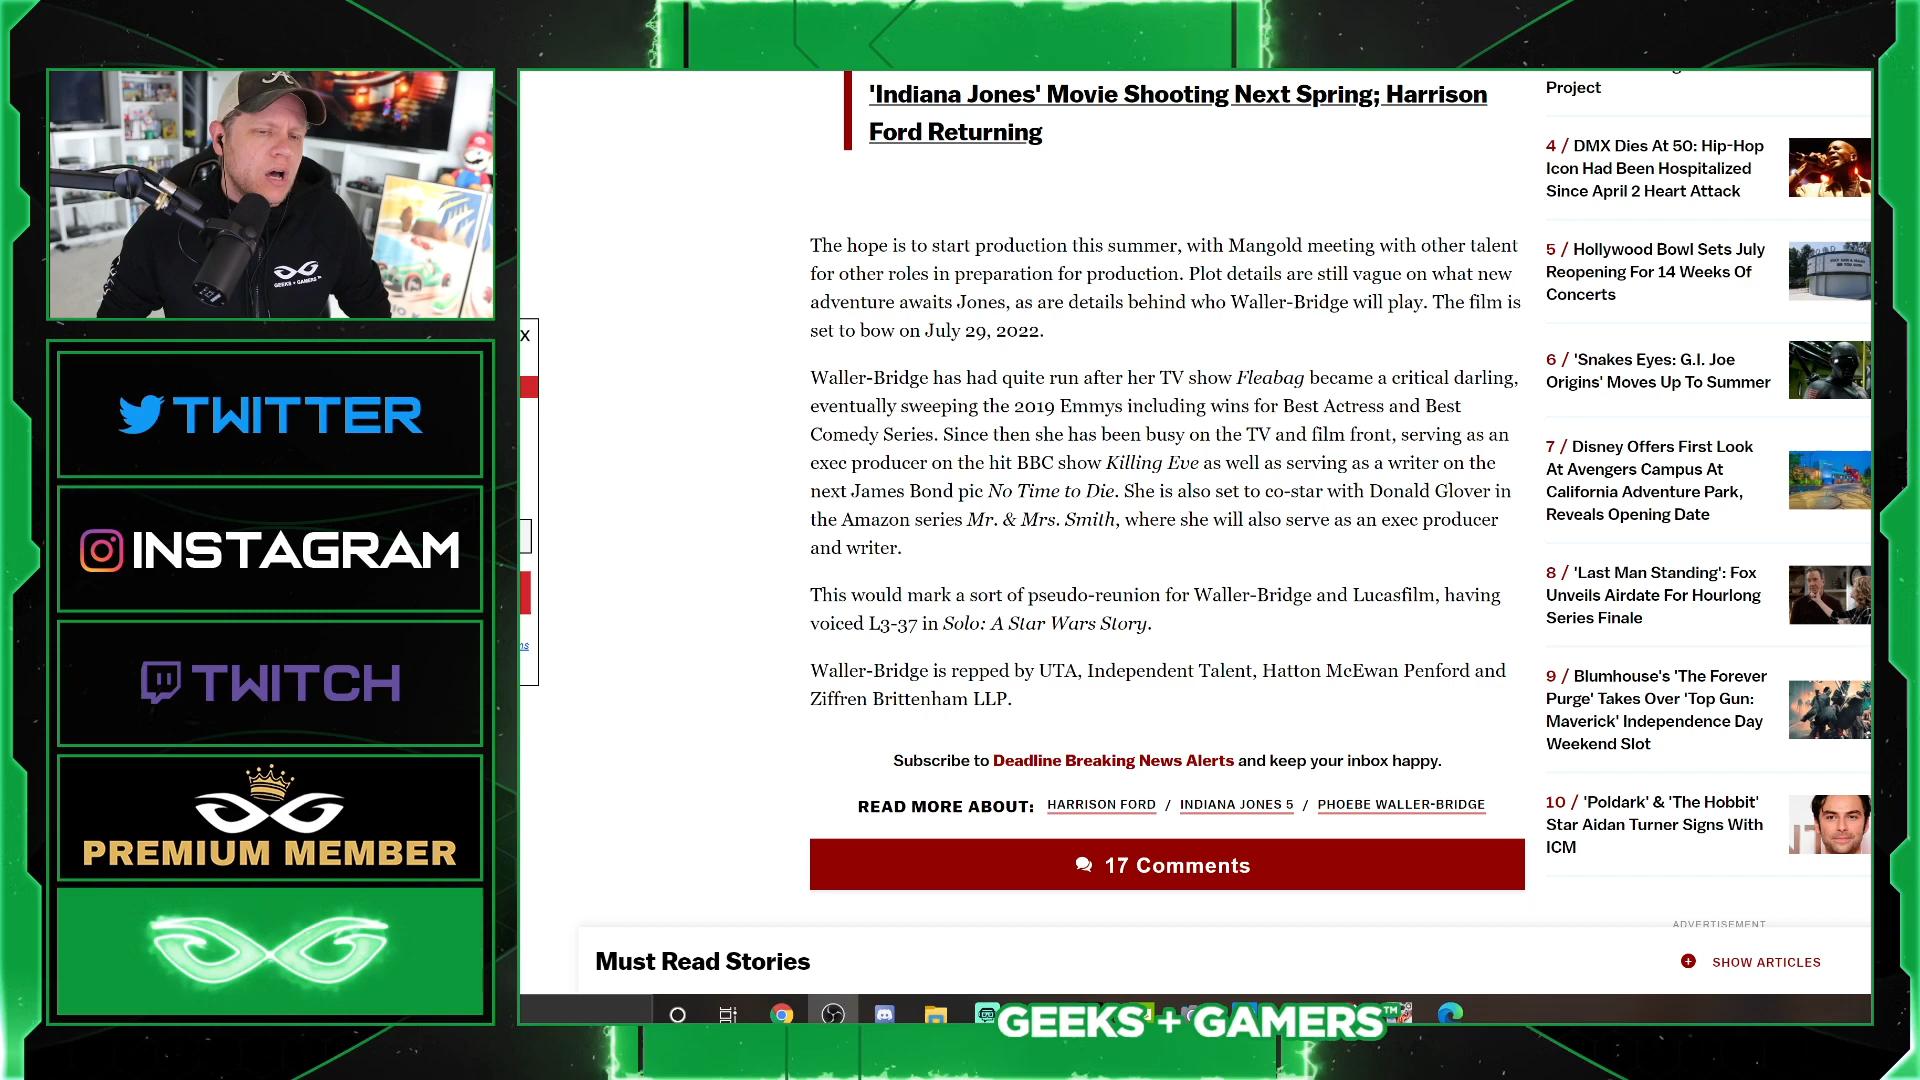 GEEKS + GAMERS™
TWITTER
INSTAGRAM
TWITCH
PREMIUM MEMBER
'Indiana Jones' Movie Shooting Next Spring; Harrison
Ford Returning
The hope is to start production this summer, with Mangold meeting with other talent
for other roles in preparation for production. Plot details are still vague on what new
adventure awaits Jones, as are details behind who Waller-Bridge will play. The film is
set to bow on July 29, 2022.
Waller-Bridge has had quite run after her TV show Fleabag became a critical darling,
eventually sweeping the 2019 Emmys including wins for Best Actress and Best
Comedy Series. Since then she has been busy on the TV and film front, serving as an
exec producer on the hit BBC show Killing Eve as well as serving as a writer on the
next James Bond pic No Time to Die. She is also set to co-star with Donald Glover in
the Amazon series Mr. & Mrs. Smith, where she will also serve as an exec producer
and writer.
This would mark a sort of pseudo-reunion for Waller-Bridge and Lucasfilm, having
voiced L3-37 in Solo: A Star Wars Story.
Waller-Bridge is repped by UTA, Independent Talent, Hatton McEwan Penford and
Ziffren Brittenham LLP.
Subscribe to Deadline Breaking News Alerts and keep your inbox happy.
READ MORE ABOUT: HARRISON FORD / INDIANA JONES 5 / PHOEBE WALLER-BRIDGE
17 Comments
X
ns
Project
4 / DMX Dies At 50: Hip-Hop
Icon Had Been Hospitalized
Since April 2 Heart Attack
5 / Hollywood Bowl Sets July
Reopening For 14 Weeks Of
Concerts
6 / 'Snakes Eyes: G.I. Joe
Origins' Moves Up To Summer
7 / Disney Offers First Look
At Avengers Campus At
California Adventure Park,
Reveals Opening Date
8 / 'Last Man Standing': Fox
Unveils Airdate For Hourlong
Series Finale
9 / Blumhouse's 'The Forever
Purge' Takes Over 'Top Gun:
Maverick' Independence Day
Weekend Slot
10 / 'Poldark' & 'The Hobbit'
Star Aidan Turner Signs With
ICM
ADVERTISEMENT
Must Read Stories
SHOW ARTICLES
GEEKS + GAMERS™